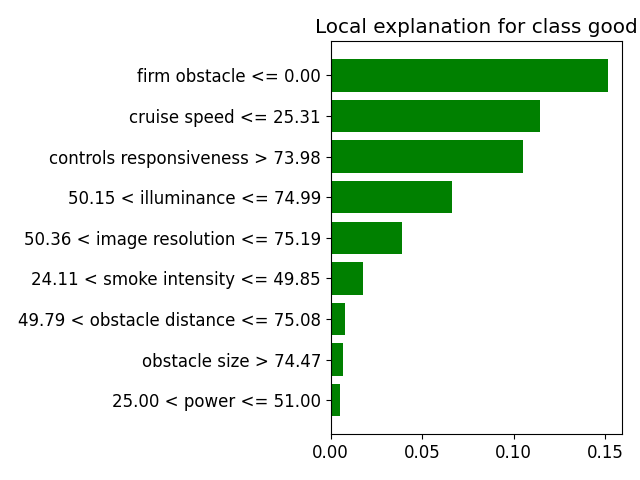 Local explanation for class good
firm obstacle <= 0.00
cruise speed <= 25.31
controls responsiveness > 73.98
50.15 < illuminance <= 74.99
50.36 < image resolution <= 75.19
24.11 < smoke intensity <= 49.85
49.79 < obstacle distance <= 75.08
obstacle size > 74.47
25.00 < power <= 51.00
0.00 0.05 0.10 0.15